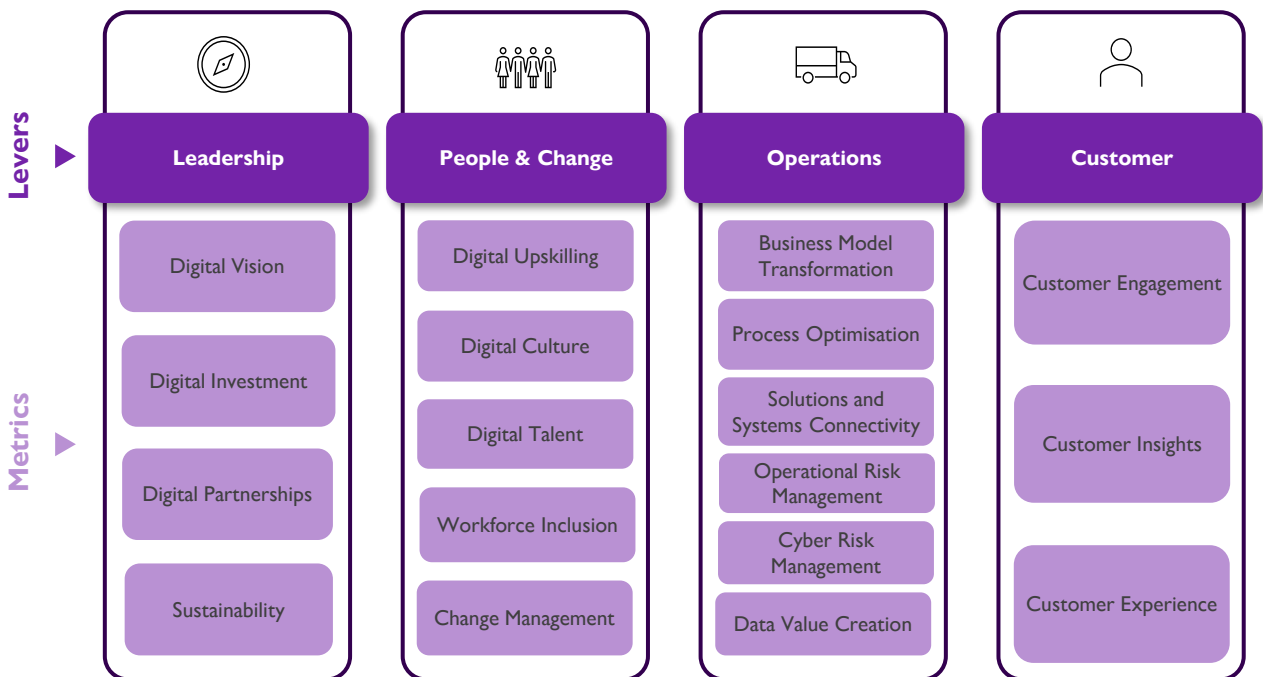 Levers
Leadership
People & Change
Operations
Customer
Metrics
Digital Vision
Digital Investment
Digital Partnerships
Sustainability
Digital Upskilling
Digital Culture
Digital Talent
Workforce Inclusion
Change Management
Business Model
Transformation
Process Optimisation
Solutions and
Systems Connectivity
Operational Risk
Management
Cyber Risk
Management
Data Value Creation
Customer Engagement
Customer Insights
Customer Experience